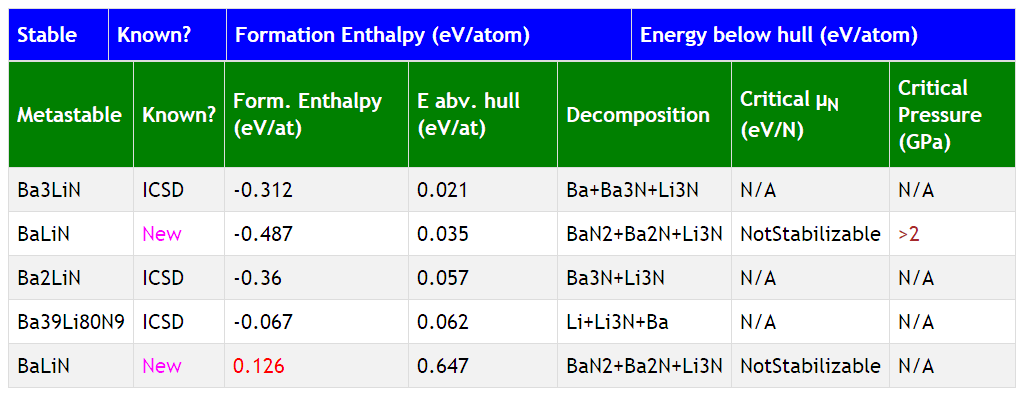 Stable Known? Formation Enthalpy (eV/atom) Energy below hull (eV/atom)
Metastable Known? Form. Enthalpy (eV/at) E abv. hull (eV/at) Decomposition Critical μN (eV/N) Critical Pressure (GPa)
Ba3LiN ICSD -0.312 0.021 Ba+Ba3N+Li3N N/A N/A
BaLiN New -0.487 0.035 BaN2+Ba2N+Li3N NotStabilizable >2
Ba2LiN ICSD -0.36 0.057 Ba3N+Li3N N/A N/A
Ba39Li80N9 ICSD -0.067 0.062 Li+Li3N+Ba N/A N/A
BaLiN New 0.126 0.647 BaN2+Ba2N+Li3N NotStabilizable N/A